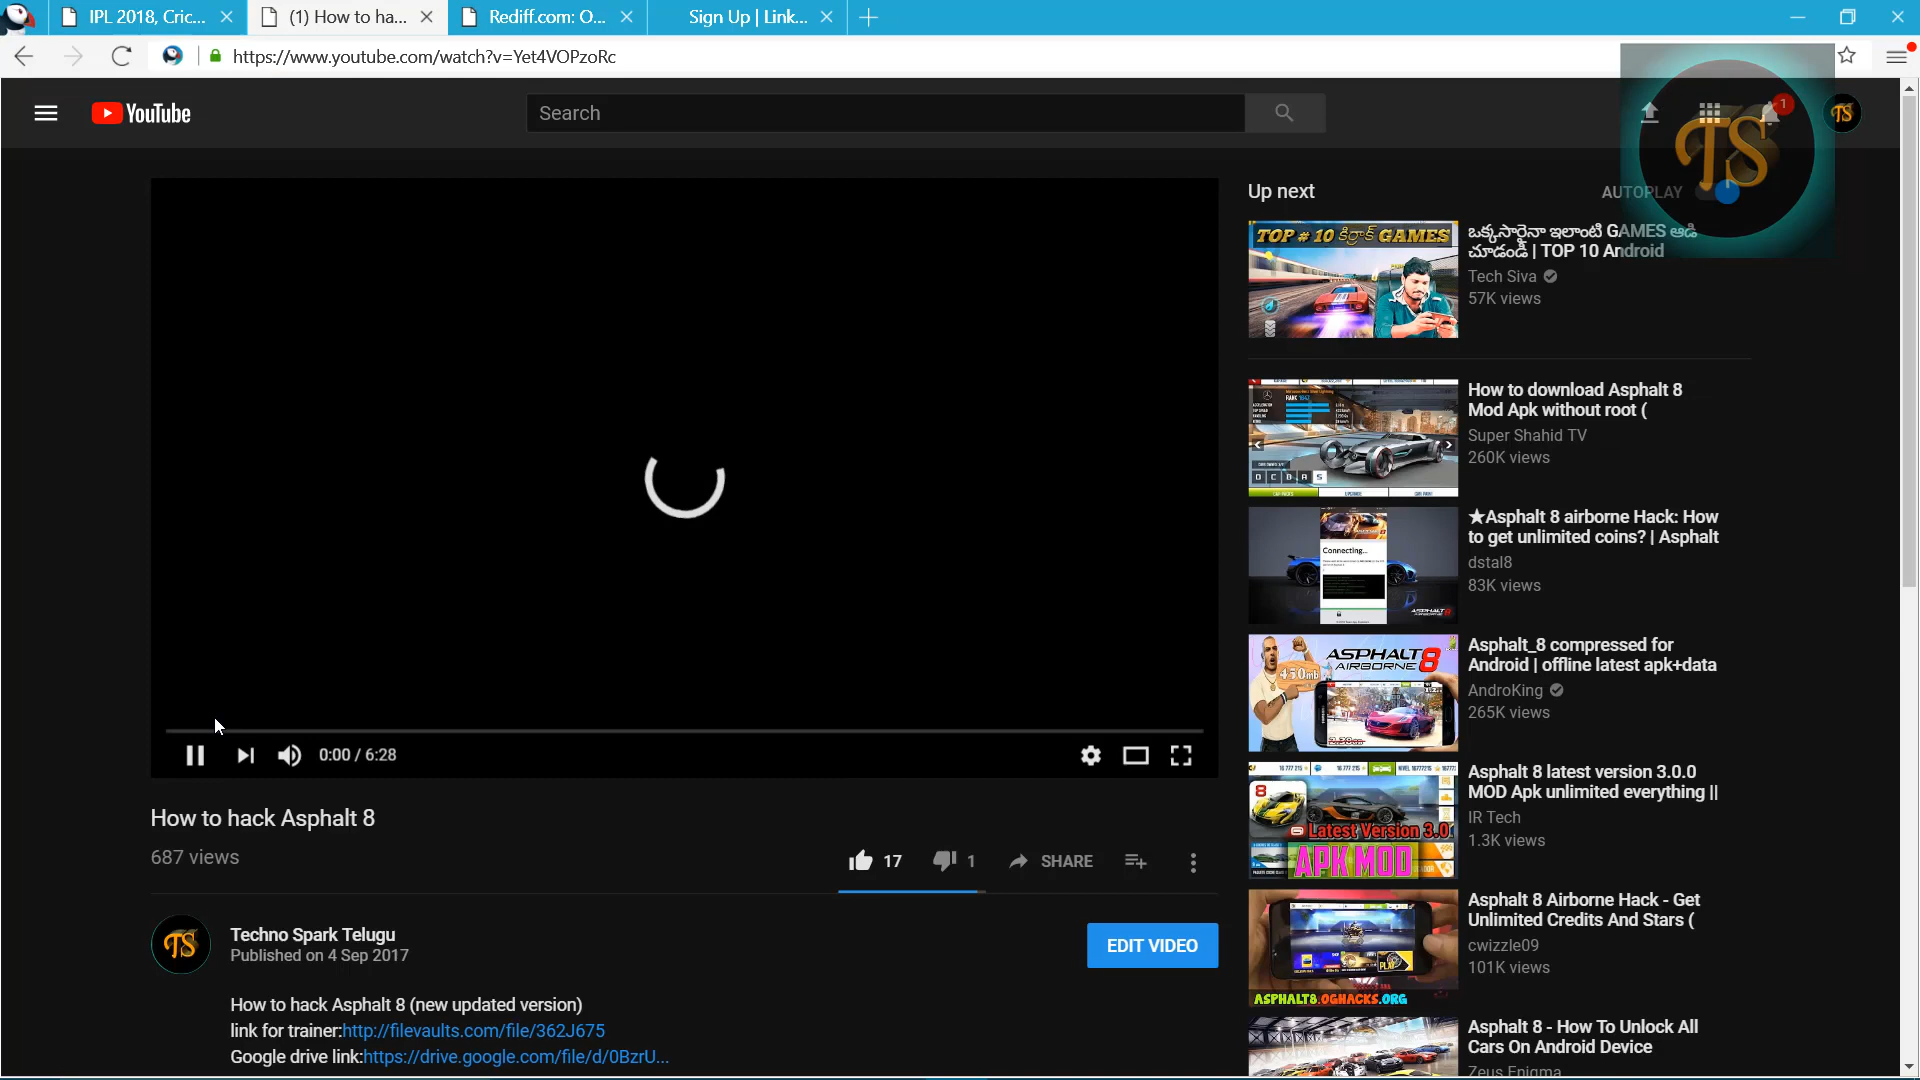 IPL 2018, Cric...
(1) How to ha...
Rediff.com: O...
Sign Up | Link...
https://www.youtube.com/watch?v=Yet4VOPzoRc
YouTube
Search
1
TS
TS
Up next
AUTOPLAY
TOP # 10 కిర్రాక్ GAMES
ఒక్కసారైనా ఇలాంటి GAMES ఆడి
చూడండి | TOP 10 Android
Tech Siva
57K views
How to download Asphalt 8
Mod Apk without root (
Super Shahid TV
260K views
Connecting...
★Asphalt 8 airborne Hack: How
to get unlimited coins? | Asphalt
dstal8
83K views
ASPHALT 8
AIRBORNE
450mb
Asphalt_8 compressed for
Android | offline latest apk+data
AndroKing
265K views
8
Latest Version 3.0
APK MOD
Asphalt 8 latest version 3.0.0
MOD Apk unlimited everything ||
IR Tech
1.3K views
ASPHALT8.OGHACKS.ORG
Asphalt 8 Airborne Hack - Get
Unlimited Credits And Stars (
cwizzle09
101K views
Asphalt 8 - How To Unlock All
Cars On Android Device
Zeus Enigma
0:00 / 6:28
How to hack Asphalt 8
687 views
17
1
SHARE
TS
Techno Spark Telugu
Published on 4 Sep 2017
EDIT VIDEO
How to hack Asphalt 8 (new updated version)
link for trainer:http://filevaults.com/file/362J675
Google drive link:https://drive.google.com/file/d/0BzrU...